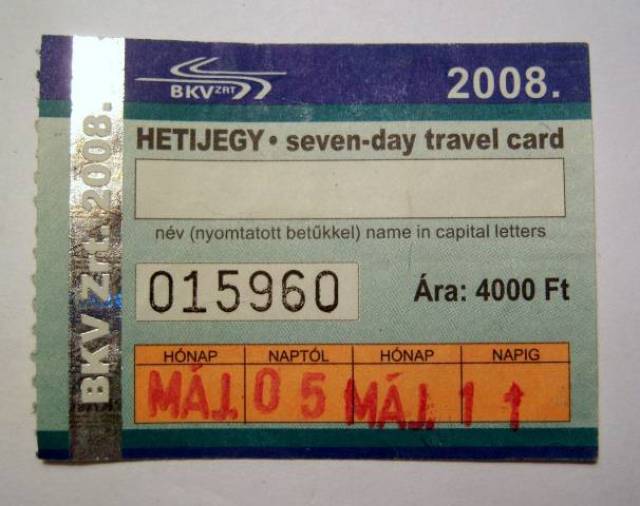 BKV ZRT 2008.
HETIJEGY • seven-day travel card
név (nyomtatott betűkkel) name in capital letters
015960 Ára: 4000 Ft
HÓNAP NAPTÓL HÓNAP NAPIG
MÁJ. 05 MÁJ. 11
BKV Zrt. 2008.